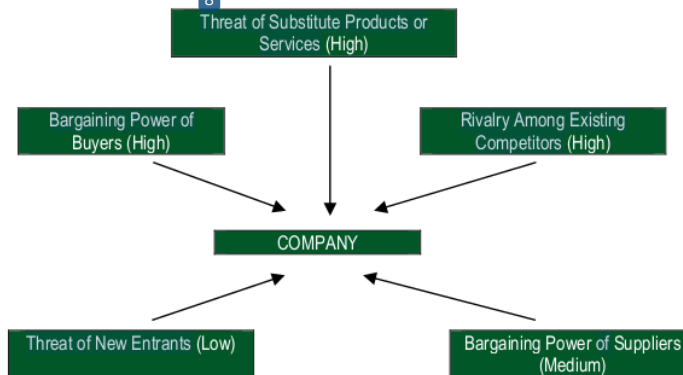 8
Threat of Substitute Products or
Services (High)
Bargaining Power of
Buyers (High)
Rivalry Among Existing
Competitors (High)
COMPANY
Threat of New Entrants (Low)
Bargaining Power of Suppliers
(Medium)